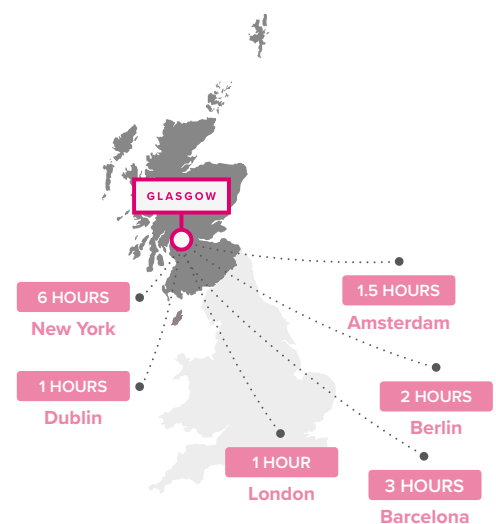 GLASGOW
6 HOURS
New York
1.5 HOURS
Amsterdam
1 HOURS
Dublin
2 HOURS
Berlin
1 HOUR
London
3 HOURS
Barcelona